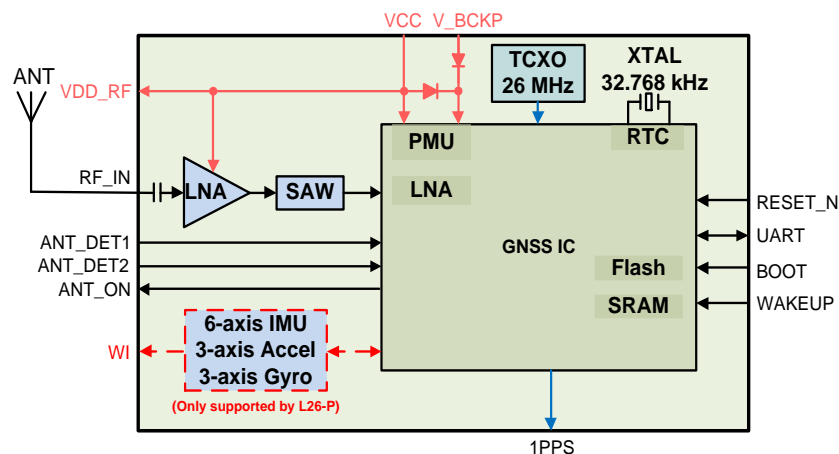 VCC V_BCKP
ANT
VDD_RF
TCXO
26 MHz
XTAL
32.768 kHz
PMU
RTC
RF_IN
LNA
SAW
LNA
RESET_N
ANT_DET1
GNSS IC
UART
ANT_DET2
Flash
BOOT
ANT_ON
SRAM
WAKEUP
6-axis IMU
3-axis Accel
3-axis Gyro
WI
(Only supported by L26-P)
1PPS